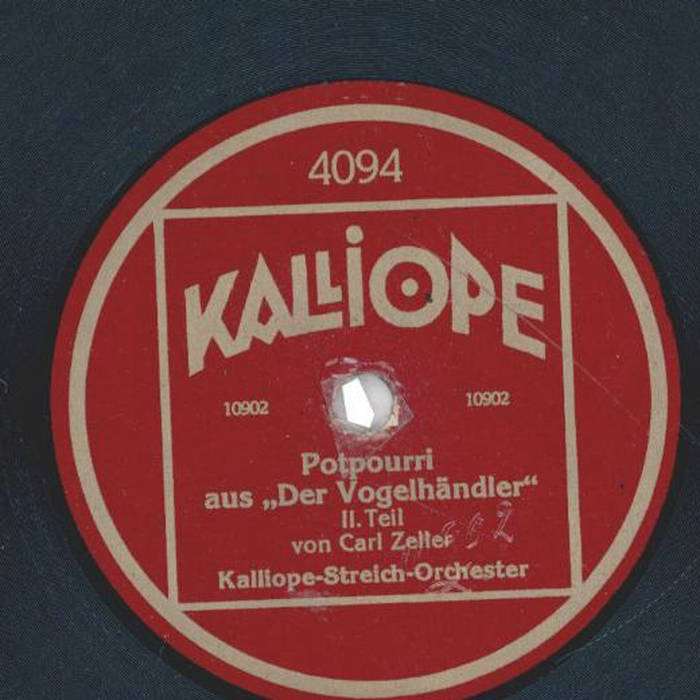 4094
KALLiOPE
10902 10902
Potpourri
aus „Der Vogelhändler“
II. Teil
von Carl Zeller
Kalliope-Streich-Orchester